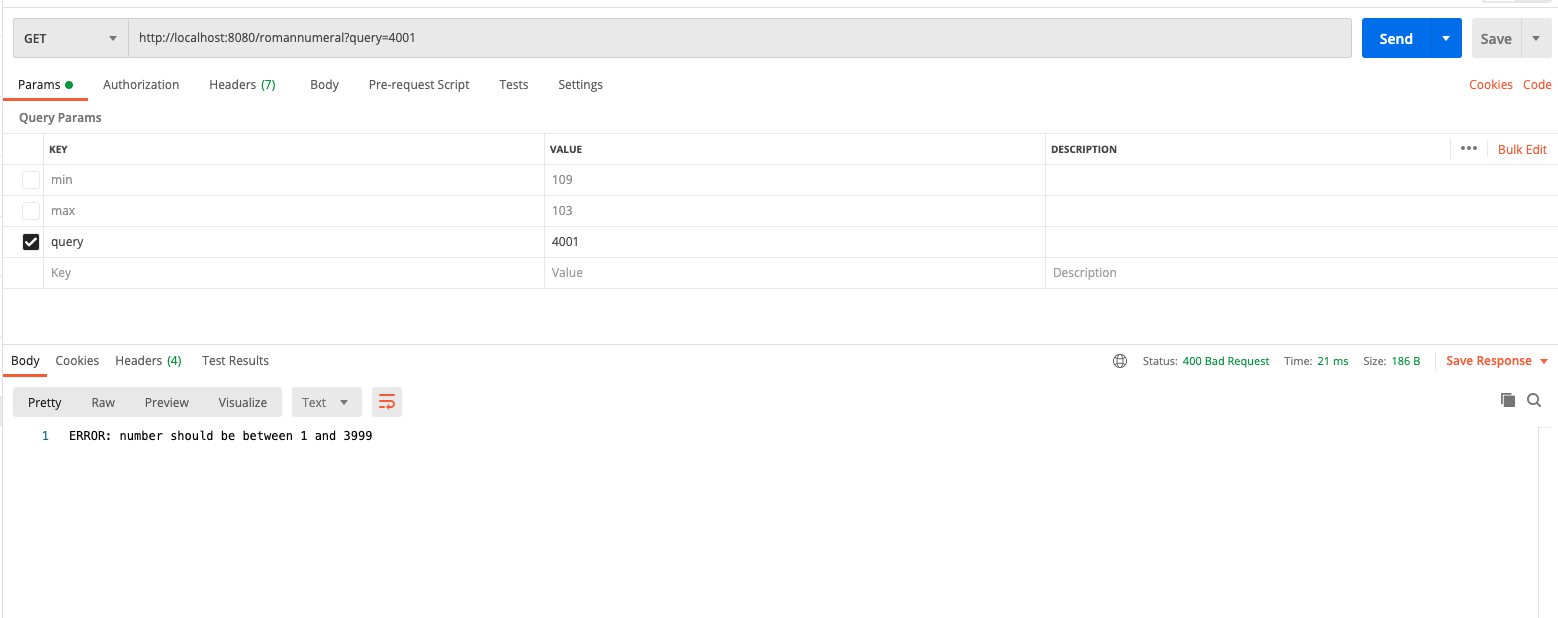 GET http://localhost:8080/romannumeral?query=4001 Send Save
Params Authorization Headers (7) Body Pre-request Script Tests Settings Cookies Code
Query Params
KEY VALUE DESCRIPTION ••• Bulk Edit
min 109
max 103
query 4001
Key Value Description
Body Cookies Headers (4) Test Results Status: 400 Bad Request Time: 21 ms Size: 186 B Save Response
Pretty Raw Preview Visualize Text
1 ERROR: number should be between 1 and 3999